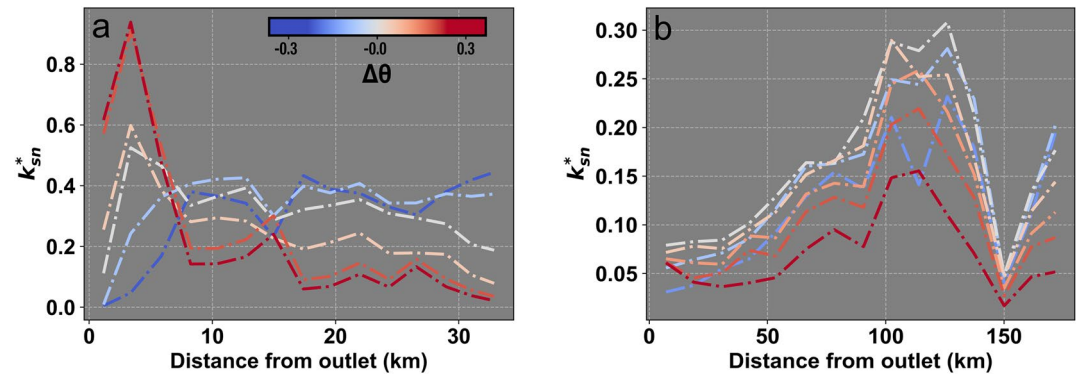 a
-0.3 -0.0 0.3
Δθ
0.8
0.6
0.4
0.2
0.0
k*sn
0 10 20 30
Distance from outlet (km)
b
0.30
0.25
0.20
0.15
0.10
0.05
k*sn
0 50 100 150
Distance from outlet (km)